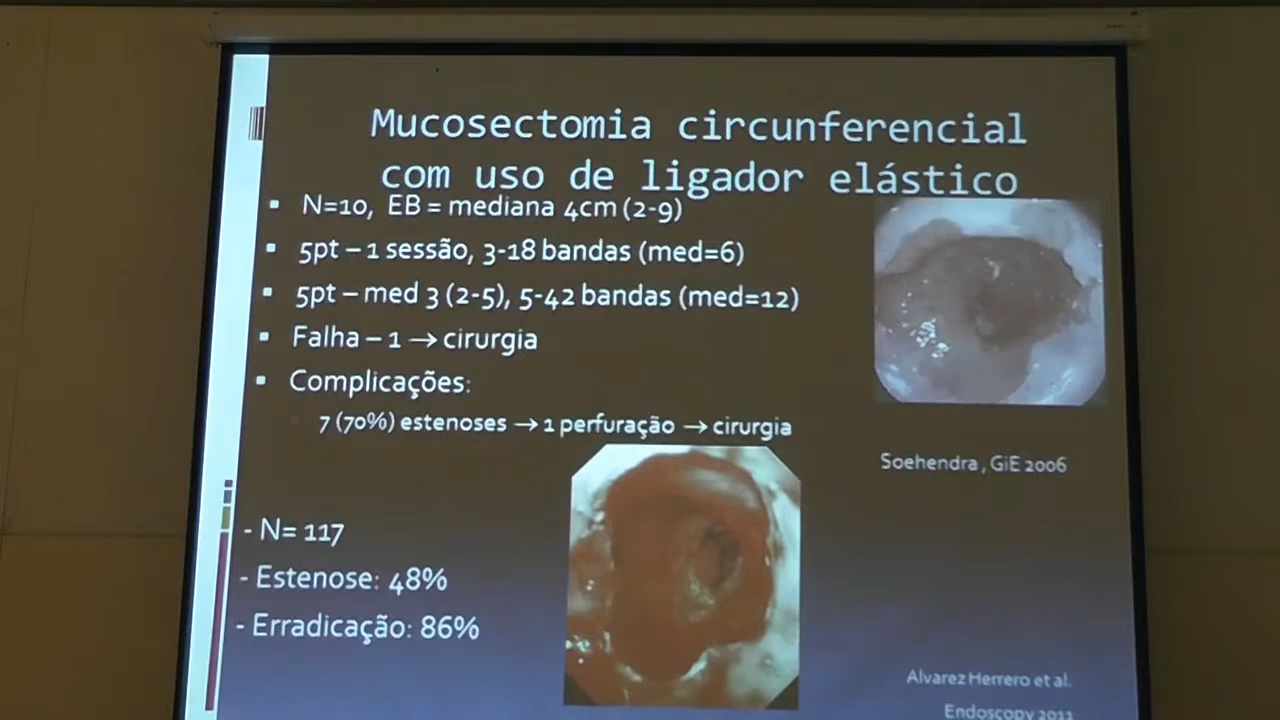 Mucosectomia circunferencial
com uso de ligador elástico
▪ N=10, EB = mediana 4cm (2-9)
▪ 5pt – 1 sessão, 3-18 bandas (med=6)
▪ 5pt – med 3 (2-5), 5-42 bandas (med=12)
▪ Falha – 1 → cirurgia
▪ Complicações:
7 (70%) estenoses → 1 perfuração → cirurgia
Soehendra, GiE 2006
- N= 117
- Estenose: 48%
- Erradicação: 86%
Alvarez Herrero et al.
Endoscopy 2011